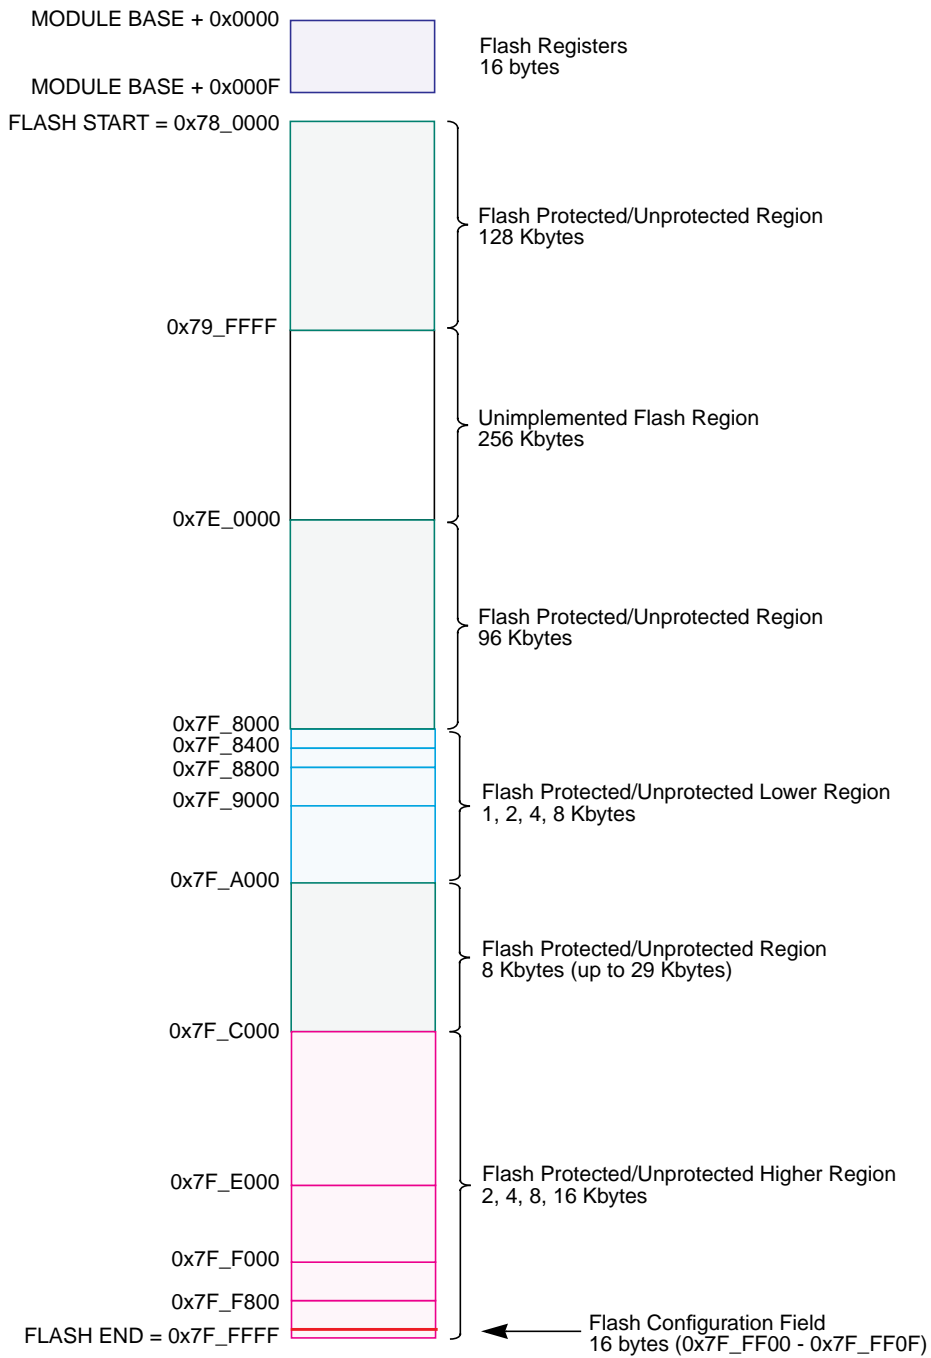 MODULE BASE + 0x0000
Flash Registers
16 bytes
MODULE BASE + 0x000F
FLASH START = 0x78_0000
Flash Protected/Unprotected Region
128 Kbytes
0x79_FFFF
Unimplemented Flash Region
256 Kbytes
0x7E_0000
Flash Protected/Unprotected Region
96 Kbytes
0x7F_8000
0x7F_8400
0x7F_8800
0x7F_9000
Flash Protected/Unprotected Lower Region
1, 2, 4, 8 Kbytes
0x7F_A000
Flash Protected/Unprotected Region
8 Kbytes (up to 29 Kbytes)
0x7F_C000
0x7F_E000
Flash Protected/Unprotected Higher Region
2, 4, 8, 16 Kbytes
0x7F_F000
0x7F_F800
FLASH END = 0x7F_FFFF
Flash Configuration Field
16 bytes (0x7F_FF00 - 0x7F_FF0F)